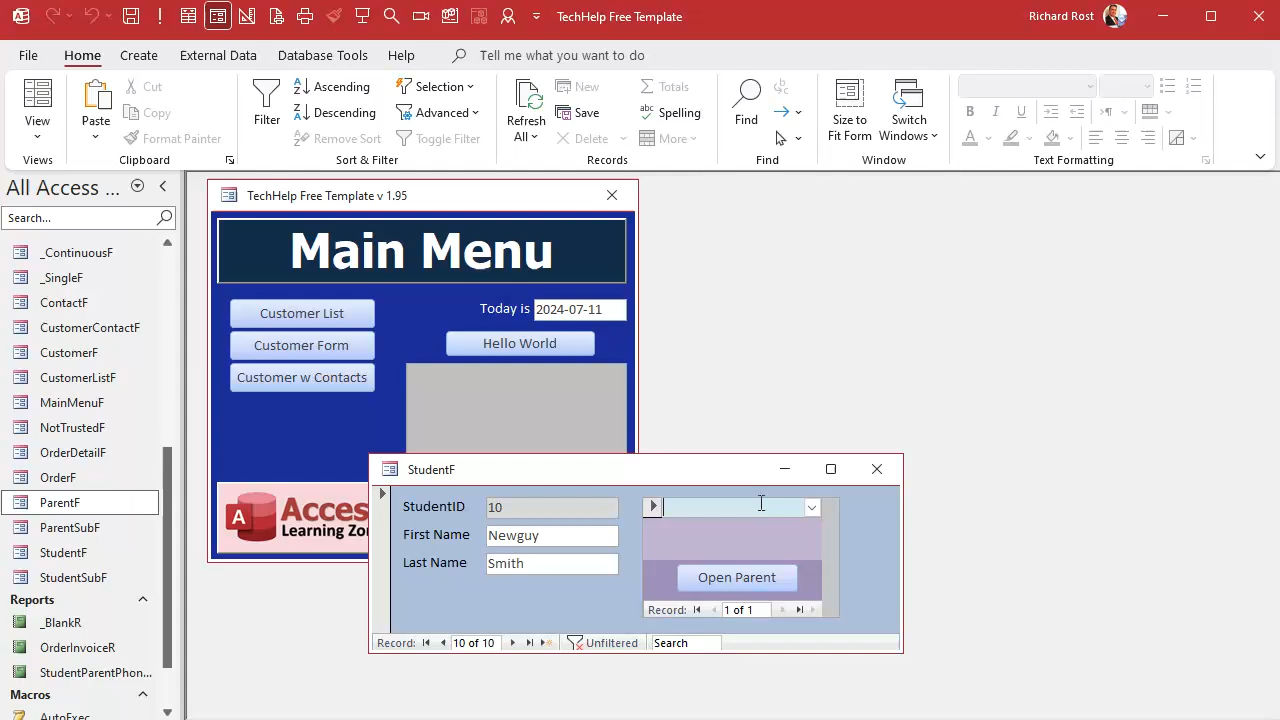 TechHelp Free Template
Richard Rost
File
Home
Create
External Data
Database Tools
Help
Tell me what you want to do
View
Views
Paste
Cut
Copy
Format Painter
Clipboard
Filter
Ascending
Descending
Remove Sort
Selection
Advanced
Toggle Filter
Sort & Filter
Refresh All
New
Save
Delete
Totals
Spelling
More
Records
Find
Find
Size to Fit Form
Switch Windows
Window
B I U
Text Formatting
All Access ...
Search...
_ContinuousF
_SingleF
ContactF
CustomerContactF
CustomerF
CustomerListF
MainMenuF
NotTrustedF
OrderDetailF
OrderF
ParentF
ParentSubF
StudentF
StudentSubF
Reports
_BlankR
OrderInvoiceR
StudentParentPhon...
Macros
AutoExec
TechHelp Free Template v 1.95
Main Menu
Customer List
Customer Form
Customer w Contacts
Today is 2024-07-11
Hello World
A
Access
Learning Zo
StudentF
StudentID 10
First Name Newguy
Last Name Smith
Open Parent
Record: 1 of 1
Record: 10 of 10 Unfiltered Search